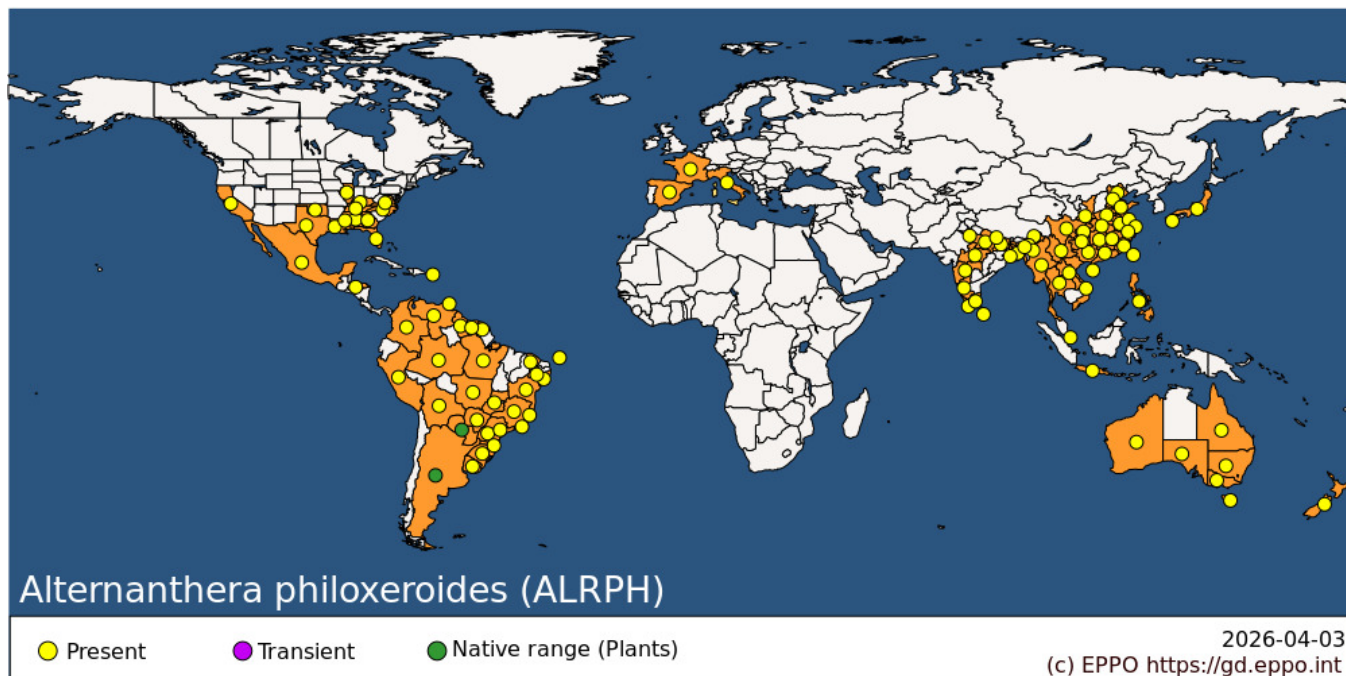 Alternanthera philoxeroides (ALRPH)
Present
Transient
Native range (Plants)
2026-04-03
(c) EPPO https://gd.eppo.int